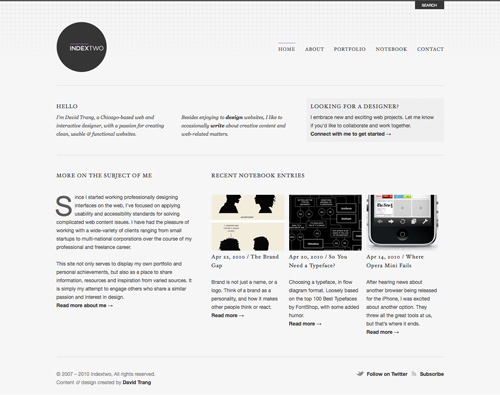 SEARCH
INDEXTWO
HOME ABOUT PORTFOLIO NOTEBOOK CONTACT
HELLO
I'm David Trang, a Chicago-based web and
interactive designer, with a passion for creating
clean, usable & functional websites.
Besides enjoying to design websites, I like to
occasionally write about creative content and
web-related matters.
LOOKING FOR A DESIGNER?
I embrace new and exciting web projects. Let me know
if you'd like to collaborate and work together.
Connect with me to get started →
MORE ON THE SUBJECT OF ME
Since I started working professionally designing
interfaces on the web, I've focused on applying
usability and accessibility standards for solving
complicated web content issues. I have had the pleasure of
working with a wide-variety of clients ranging from small
startups to multi-national corporations over the course of my
professional and freelance career.
This site not only serves to display my own portfolio and
personal achievements, but also as a place to share
information, resources and inspiration from varied sources. It
is simply my attempt to engage others who share a similar
passion and interest in design.
Read more about me →
RECENT NOTEBOOK ENTRIES
Apr 21, 2010 / The Brand
Gap
Brand is not just a name, or a
logo. Think of a brand as a
personality, and how it makes
other people think or react.
Read more →
Apr 20, 2010 / So You
Need a Typeface?
Choosing a typeface, in flow
diagram format. Loosely based
on the top 100 Best Typefaces
by FontShop, with some added
humor.
Read more →
Apr 14, 2010 / Where
Opera Mini Fails
After hearing news about
another browser being released
for the iPhone, I was excited
about another option. They
threw all the great tools at us,
but that's where it ends.
Read more →
© 2007 – 2010 Indextwo, All rights reserved.
Content // design created by David Trang
Follow on Twitter Subscribe